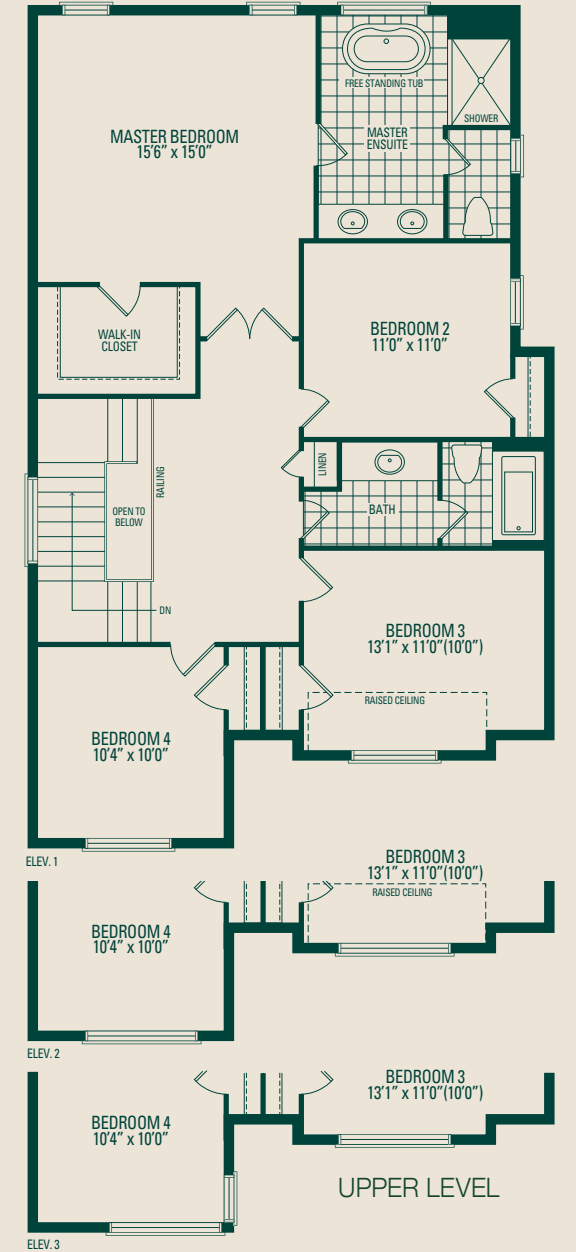 FREE STANDING TUB
SHOWER
MASTER BEDROOM
15'6" x 15'0"
MASTER
ENSUITE
WALK-IN
CLOSET
BEDROOM 2
11'0" x 11'0"
LINEN
RAILING
OPEN TO
BELOW
BATH
DN
BEDROOM 3
13'1" x 11'0"(10'0")
RAISED CEILING
BEDROOM 4
10'4" x 10'0"
ELEV. 1
BEDROOM 3
13'1" x 11'0"(10'0")
RAISED CEILING
BEDROOM 4
10'4" x 10'0"
ELEV. 2
BEDROOM 3
13'1" x 11'0"(10'0")
BEDROOM 4
10'4" x 10'0"
UPPER LEVEL
ELEV. 3